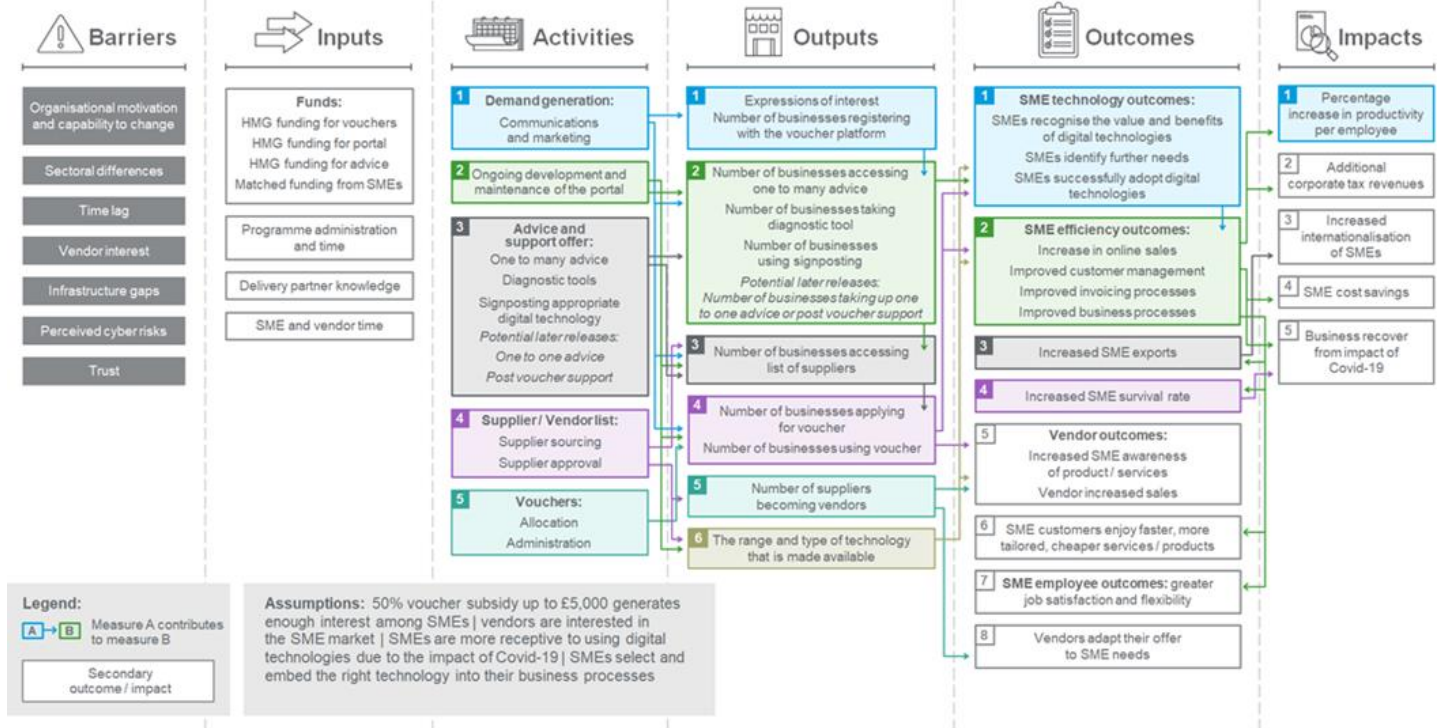 Barriers
Organisational motivation
and capability to change
Sectoral differences
Time lag
Vendor interest
Infrastructure gaps
Perceived cyber risks
Trust
Inputs
Funds:
HMG funding for vouchers
HMG funding for portal
HMG funding for advice
Matched funding from SMEs
Programme administration
and time
Delivery partner knowledge
SME and vendor time
Activities
1 Demand generation:
Communications
and marketing
2 Ongoing development and
maintenance of the portal
3 Advice and
support offer:
One to many advice
Diagnostic tools
Signposting appropriate
digital technology
Potential later releases:
One to one advice
Post voucher support
4 Supplier / Vendor list:
Supplier sourcing
Supplier approval
5 Vouchers:
Allocation
Administration
Outputs
1 Expressions of interest
Number of businesses registering
with the voucher platform
2 Number of businesses accessing
one to many advice
Number of businesses taking
diagnostic tool
Number of businesses
using signposting
Potential later releases:
Number of businesses taking up one
to one advice or post voucher support
3 Number of businesses accessing
list of suppliers
4 Number of businesses applying
for voucher
Number of businesses using voucher
5 Number of suppliers
becoming vendors
6 The range and type of technology
that is made available
Outcomes
1 SME technology outcomes:
SMEs recognise the value and benefits
of digital technologies
SMEs identify further needs
SMEs successfully adopt digital
technologies
2 SME efficiency outcomes:
Increase in online sales
Improved customer management
Improved invoicing processes
Improved business processes
3 Increased SME exports
4 Increased SME survival rate
5 Vendor outcomes:
Increased SME awareness
of product / services
Vendor increased sales
6 SME customers enjoy faster, more
tailored, cheaper services / products
7 SME employee outcomes: greater
job satisfaction and flexibility
8 Vendors adapt their offer
to SME needs
Impacts
1 Percentage
increase in productivity
per employee
2 Additional
corporate tax revenues
3 Increased
internationalisation
of SMEs
4 SME cost savings
5 Business recover
from impact of
Covid-19
Legend:
A B Measure A contributes
to measure B
Secondary
outcome / impact
Assumptions: 50% voucher subsidy up to £5,000 generates
enough interest among SMEs | vendors are interested in
the SME market | SMEs are more receptive to using digital
technologies due to the impact of Covid-19 | SMEs select and
embed the right technology into their business processes